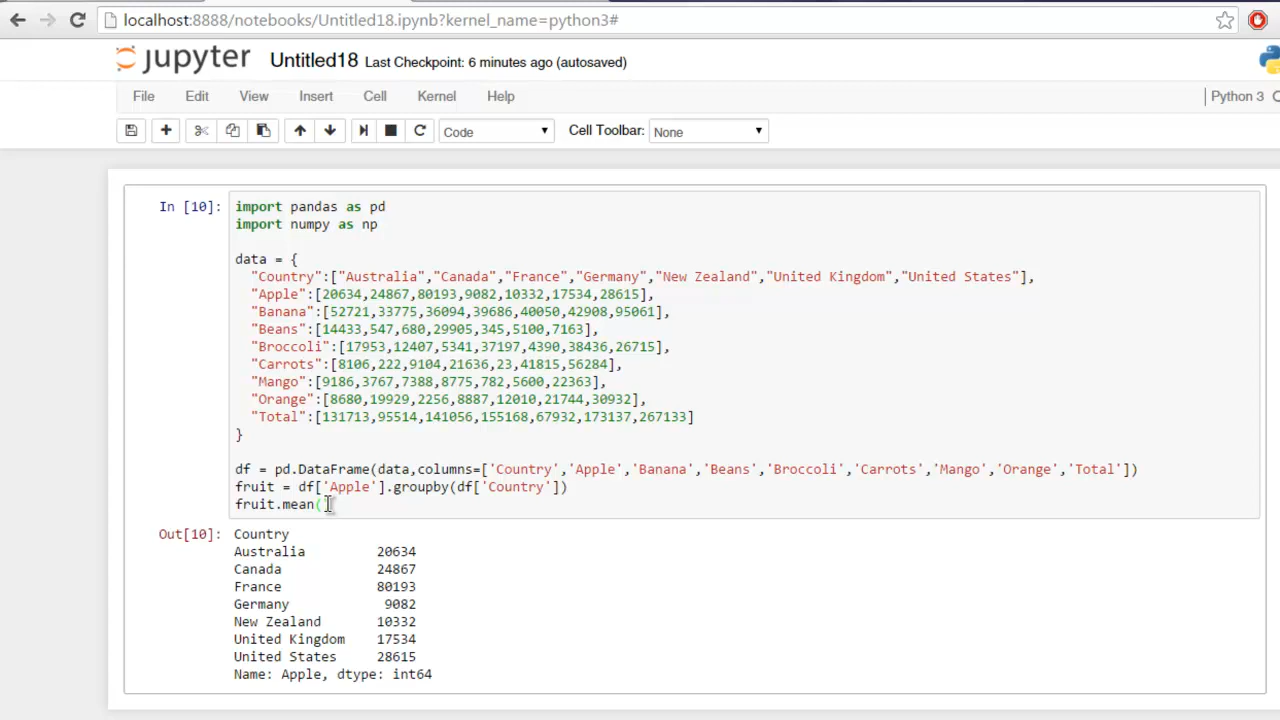 localhost:8888/notebooks/Untitled18.ipynb?kernel_name=python3#
jupyter Untitled18 Last Checkpoint: 6 minutes ago (autosaved)
File Edit View Insert Cell Kernel Help Python 3
Code Cell Toolbar: None
In [10]: import pandas as pd
import numpy as np
data = {
"Country":["Australia","Canada","France","Germany","New Zealand","United Kingdom","United States"],
"Apple":[20634,24867,80193,9082,10332,17534,28615],
"Banana":[52721,33775,36094,39686,40050,42908,95061],
"Beans":[14433,547,680,29905,345,5100,7163],
"Broccoli":[17953,12407,5341,37197,4390,38436,26715],
"Carrots":[8106,222,9104,21636,23,41815,56284],
"Mango":[9186,3767,7388,8775,782,5600,22363],
"Orange":[8680,19929,2256,8887,12010,21744,30932],
"Total":[131713,95514,141056,155168,67932,173137,267133]
}
df = pd.DataFrame(data,columns=['Country','Apple','Banana','Beans','Broccoli','Carrots','Mango','Orange','Total'])
fruit = df['Apple'].groupby(df['Country'])
fruit.mean()
Out[10]: Country
Australia 20634
Canada 24867
France 80193
Germany 9082
New Zealand 10332
United Kingdom 17534
United States 28615
Name: Apple, dtype: int64